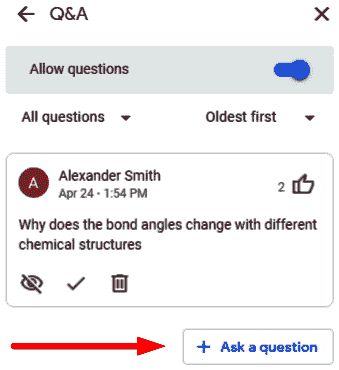 Q&A
Allow questions
All questions Oldest first
A Alexander Smith
Apr 24 • 1:54 PM
2
Why does the bond angles change with different
chemical structures
+ Ask a question